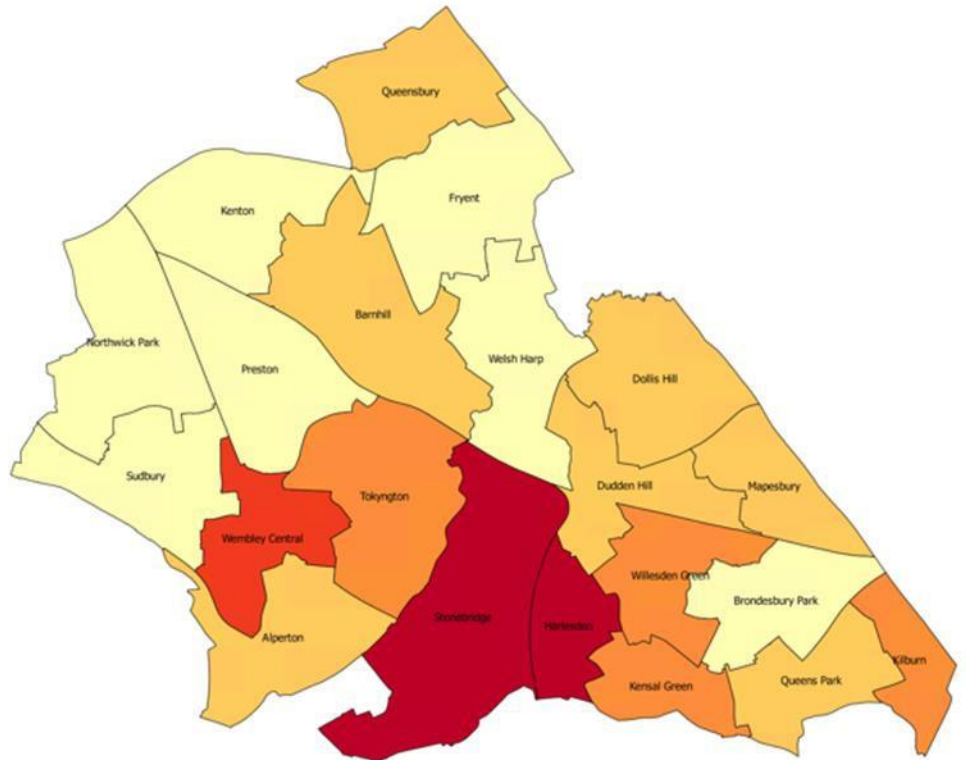 Queensbury
Fryent
Kenton
Barnhill
Northwick Park
Welsh Harp
Preston
Dollis Hill
Sudbury
Dudden Hill
Mapesbury
Tokyngton
Wembley Central
Willesden Green
Brondesbury Park
Stonebridge
Harlesden
Alperton
Kilburn
Queens Park
Kensal Green